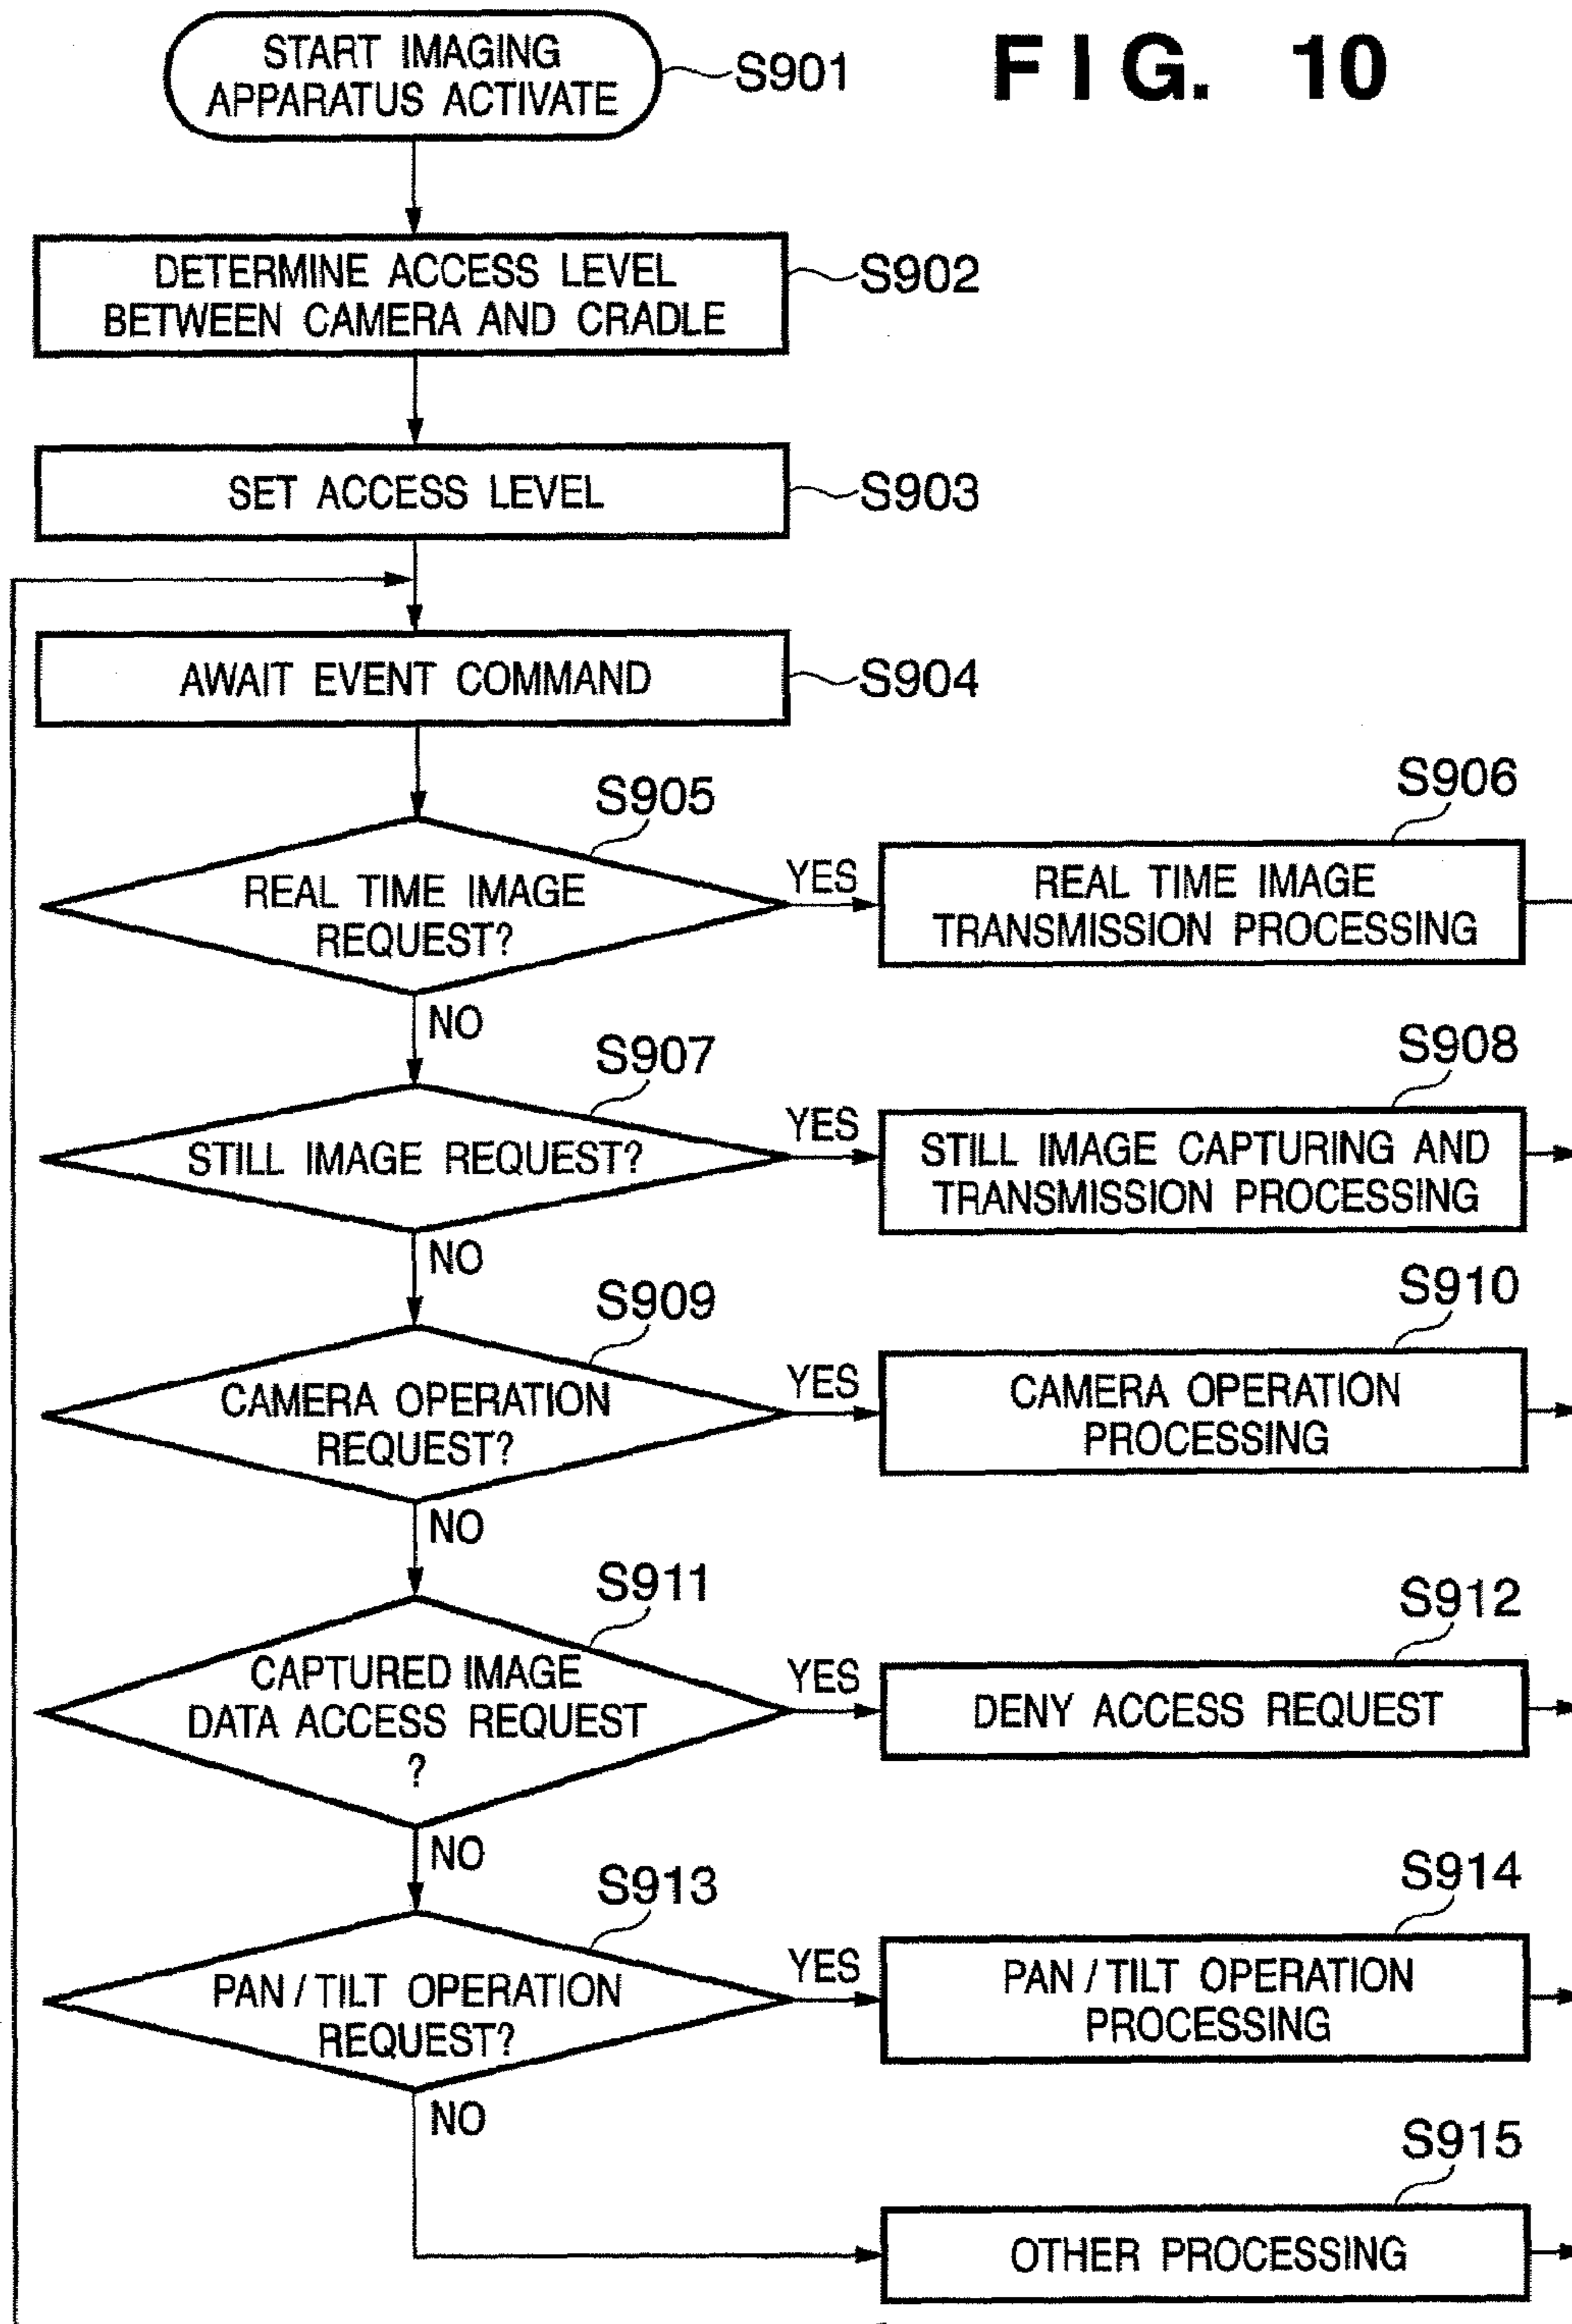 FIG. 10
START IMAGING
APPARATUS ACTIVATE
S901
DETERMINE ACCESS LEVEL
BETWEEN CAMERA AND CRADLE
S902
SET ACCESS LEVEL
S903
AWAIT EVENT COMMAND
S904
S905
REAL TIME IMAGE
REQUEST?
YES
NO
S906
REAL TIME IMAGE
TRANSMISSION PROCESSING
S907
STILL IMAGE REQUEST?
YES
NO
S908
STILL IMAGE CAPTURING AND
TRANSMISSION PROCESSING
S909
CAMERA OPERATION
REQUEST?
YES
NO
S910
CAMERA OPERATION
PROCESSING
S911
CAPTURED IMAGE
DATA ACCESS REQUEST
?
YES
NO
S912
DENY ACCESS REQUEST
S913
PAN / TILT OPERATION
REQUEST?
YES
NO
S914
PAN / TILT OPERATION
PROCESSING
S915
OTHER PROCESSING